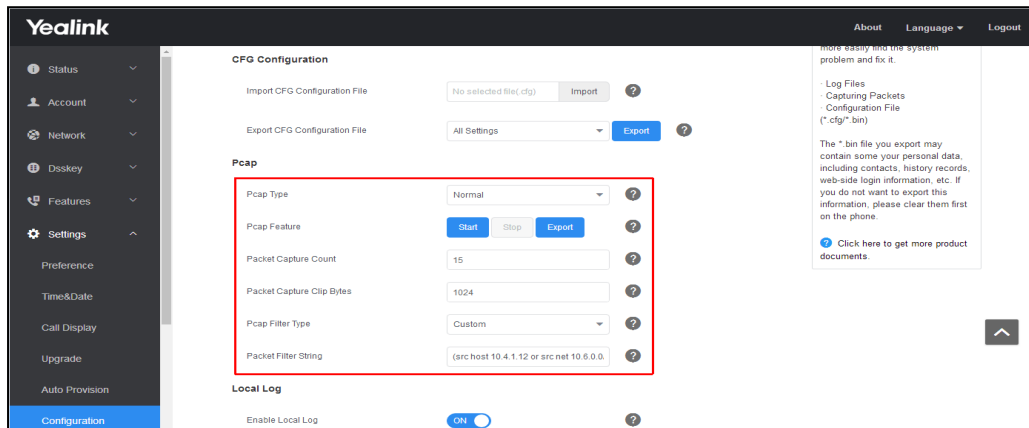 Yealink
About Language Logout
Status
Account
Network
Dsskey
Features
Settings
Preference
Time&Date
Call Display
Upgrade
Auto Provision
Configuration
CFG Configuration
Import CFG Configuration File No selected file(.cfg) Import ?
Export CFG Configuration File All Settings Export ?
Pcap
Pcap Type Normal ?
Pcap Feature Start Stop Export ?
Packet Capture Count 15 ?
Packet Capture Clip Bytes 1024 ?
Pcap Filter Type Custom ?
Packet Filter String (src host 10.4.1.12 or src net 10.6.0.0. ?
Local Log
Enable Local Log ON ?
more easily find the system
problem and fix it.
· Log Files
· Capturing Packets
· Configuration File
(*.cfg/*.bin)
The *.bin file you export may
contain some your personal data,
including contacts, history records,
web-side login information, etc. If
you do not want to export this
information, please clear them first
on the phone.
? Click here to get more product
documents.